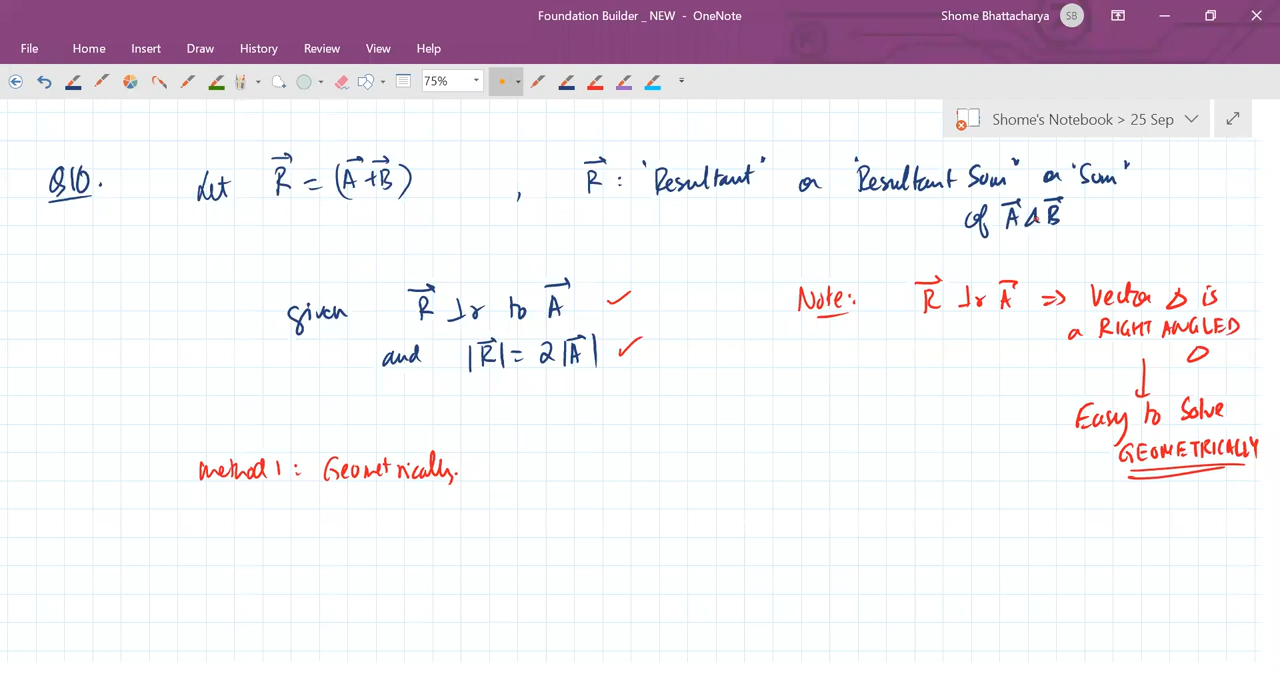 Foundation Builder _NEW - OneNote
Shome Bhattacharya SB
File Home Insert Draw History Review View Help
75%
Shome's Notebook > 25 Sep
Q10. Let R⃗ = (A⃗+B⃗) , R⃗ : "Resultant" or "Resultant Sum" or "Sum"
of A⃗ & B⃗
given R⃗ ⊥r to A⃗ ✓
and |R⃗| = 2|A⃗| ✓
Note: R⃗ ⊥r A⃗ ⇒ Vector Δ is
a RIGHT ANGLED
Δ
↓
Easy to Solve
GEOMETRICALLY
Method 1 : Geometrically.